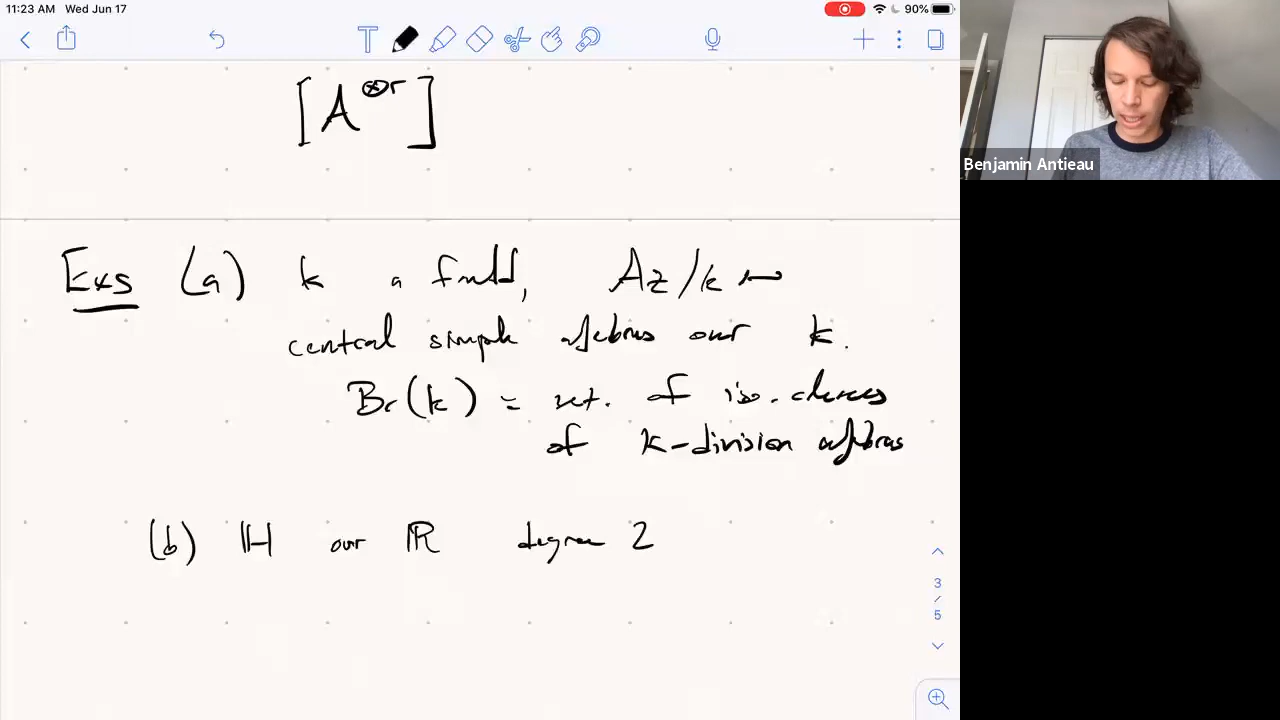 11:23 AM Wed Jun 17
90%
[A^{⊗r}]
Benjamin Antieau
Exs (a) k a field, Az/k ↔
central simple algebras over k.
Br(k) = set. of iso. classes
of k-division algebras
(b) ℍ over ℝ degree 2
3
/
5